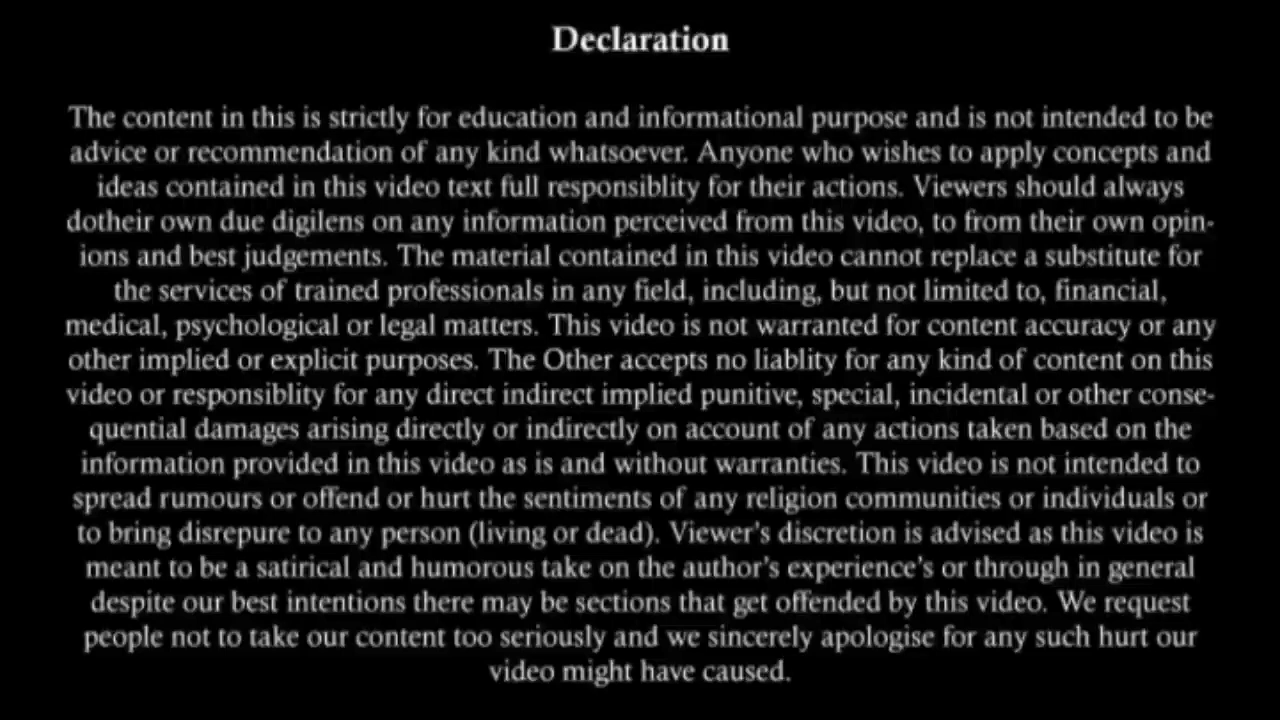 Declaration
The content in this is strictly for education and informational purpose and is not intended to be
advice or recommendation of any kind whatsoever. Anyone who wishes to apply concepts and
ideas contained in this video text full responsiblity for their actions. Viewers should always
dotheir own due digilens on any information perceived from this video, to from their own opin-
ions and best judgements. The material contained in this video cannot replace a substitute for
the services of trained professionals in any field, including, but not limited to, financial,
medical, psychological or legal matters. This video is not warranted for content accuracy or any
other implied or explicit purposes. The Other accepts no liablity for any kind of content on this
video or responsiblity for any direct indirect implied punitive, special, incidental or other conse-
quential damages arising directly or indirectly on account of any actions taken based on the
information provided in this video as is and without warranties. This video is not intended to
spread rumours or offend or hurt the sentiments of any religion communities or individuals or
to bring disrepure to any person (living or dead). Viewer's discretion is advised as this video is
meant to be a satirical and humorous take on the author's experience's or through in general
despite our best intentions there may be sections that get offended by this video. We request
people not to take our content too seriously and we sincerely apologise for any such hurt our
video might have caused.